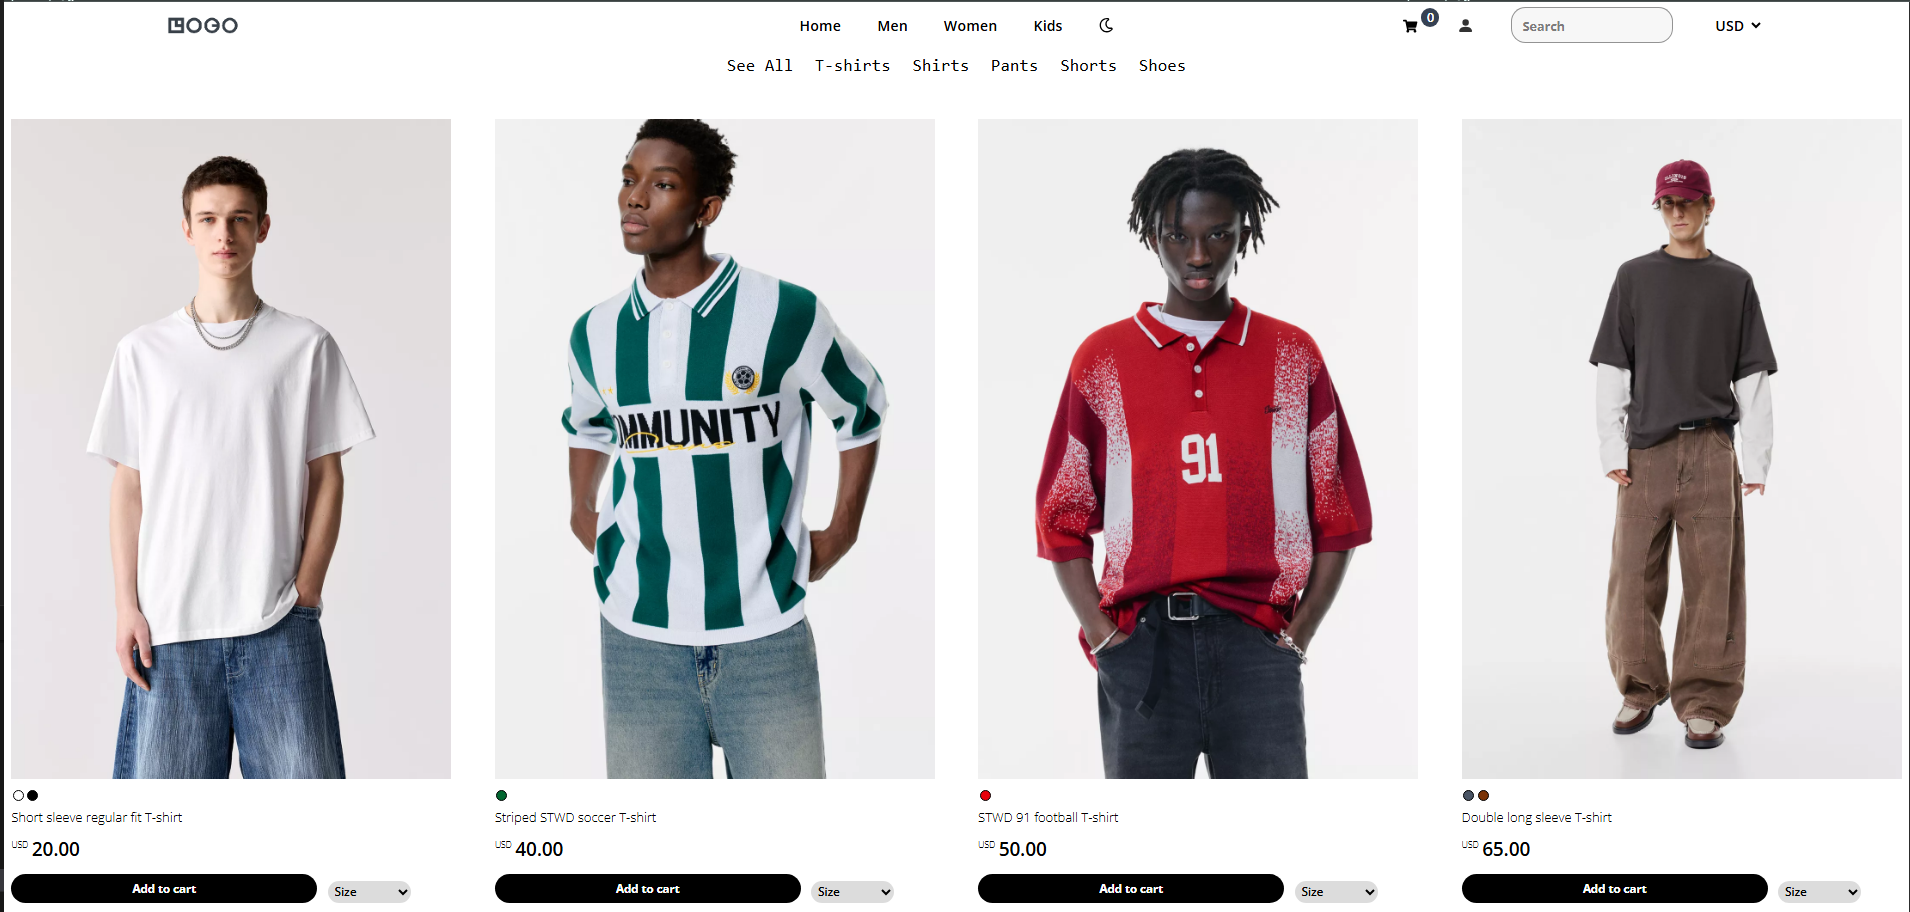 LOGO
Home Men Women Kids
0
Search
USD
See All T-shirts Shirts Pants Shorts Shoes
OMMUNITY
91
Short sleeve regular fit T-shirt
USD 20.00
Add to cart Size
Striped STWD soccer T-shirt
USD 40.00
Add to cart Size
STWD 91 football T-shirt
USD 50.00
Add to cart Size
Double long sleeve T-shirt
USD 65.00
Add to cart Size